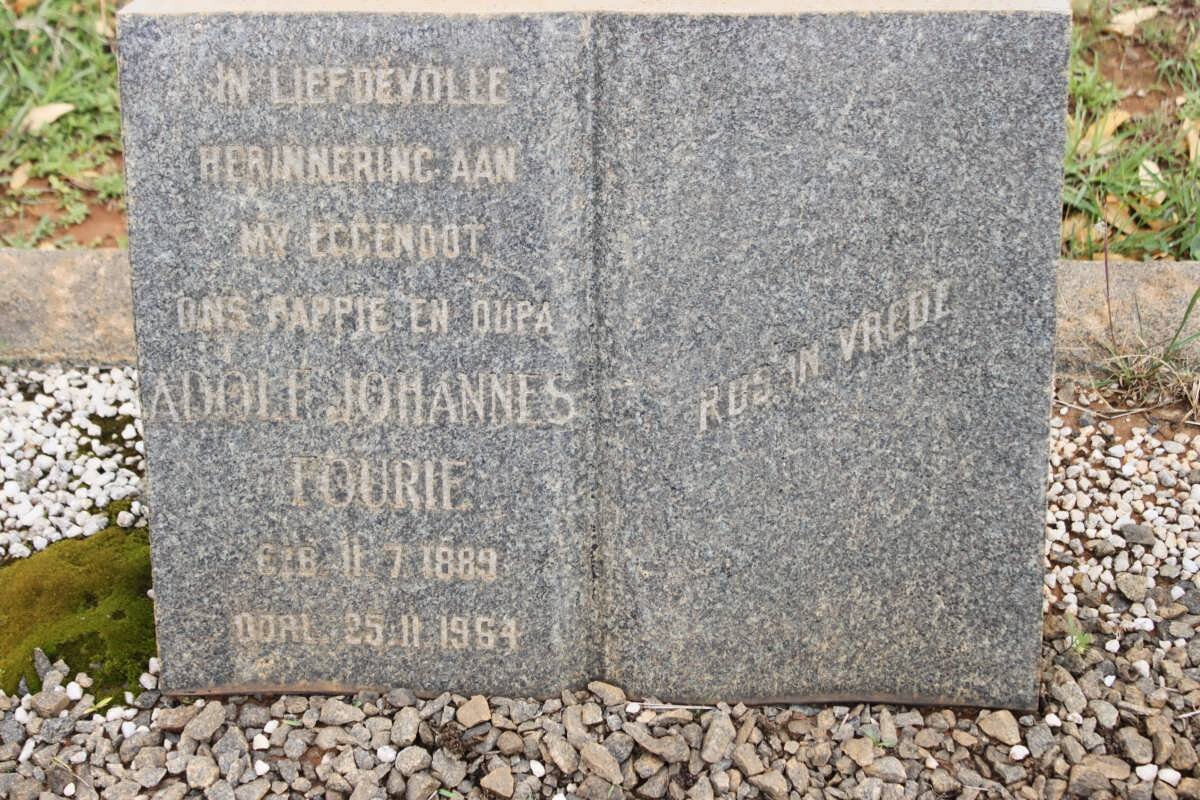 IN LIEFDEVOLLE
HERINNERING AAN
MY EGGENOOT,
ONS PAPPIE EN OUPA
ADOLF JOHANNES
FOURIE
GEB. 11.7.1889
OORL. 25.11.1964
RUS IN VREDE